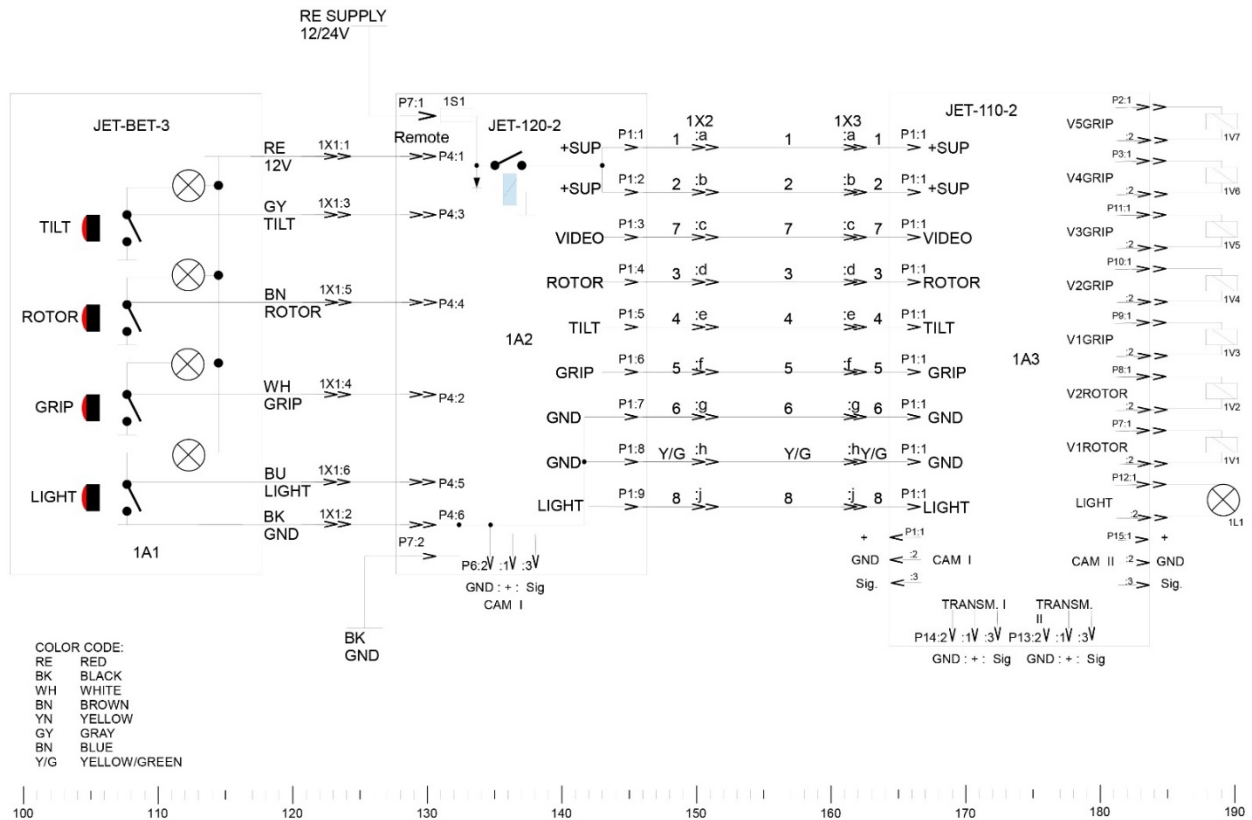 RE SUPPLY
12/24V
JET-BET-3
P7:1
1S1
JET-120-2
JET-110-2
Remote
RE
12V
1X1:1
P4:1
GY
TILT
1X1:3
P4:3
BN
ROTOR
1X1:5
P4:4
WH
GRIP
1X1:4
P4:2
BU
LIGHT
1X1:6
P4:5
BK
GND
1X1:2
P4:6
TILT
ROTOR
GRIP
LIGHT
1A1
1A2
P7:2
P6:2 :1 :3
GND : + : Sig
CAM I
BK
GND
1X2
1X3
+SUP P1:1 1 :a 1 :a 1 P1:1 +SUP
+SUP P1:2 2 :b 2 :b 2 P1:1 +SUP
VIDEO P1:3 7 :c 7 :c 7 P1:1 VIDEO
ROTOR P1:4 3 :d 3 :d 3 P1:1 ROTOR
TILT P1:5 4 :e 4 :e 4 P1:1 TILT
GRIP P1:6 5 :f 5 :f 5 P1:1 GRIP
GND P1:7 6 :g 6 :g 6 P1:1 GND
GND P1:8 Y/G :h Y/G :h Y/G P1:1 GND
LIGHT P1:9 8 :j 8 :j 8 P1:1 LIGHT
+ P1:1
GND :2 CAM I
Sig. :3
1A3
P2:1
V5GRIP
:2
1V7
P3:1
V4GRIP
:2
1V6
P11:1
V3GRIP
:2
1V5
P10:1
V2GRIP
:2
1V4
P9:1
V1GRIP
:2
1V3
P8:1
V2ROTOR
:2
1V2
P7:1
V1ROTOR
:2
1V1
P12:1
LIGHT
:2
1L1
P15:1 +
CAM II :2 GND
:3 Sig.
TRANSM. I
TRANSM.
II
P14:2 :1 :3 P13:2 :1 :3
GND : + : Sig GND : + : Sig
COLOR CODE:
RE RED
BK BLACK
WH WHITE
BN BROWN
YN YELLOW
GY GRAY
BN BLUE
Y/G YELLOW/GREEN
100 110 120 130 140 150 160 170 180 190